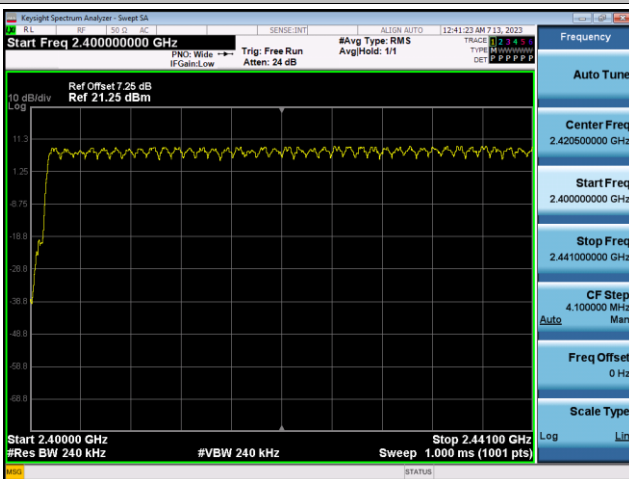 Keysight Spectrum Analyzer - Swept SA
RL RF 50 Ω AC SENSE:INT ALIGN AUTO 12:41:23 AM 7 13, 2023
Start Freq 2.400000000 GHz
PNO: Wide
IFGain:Low
Trig: Free Run
Atten: 24 dB
#Avg Type: RMS
Avg|Hold: 1/1
TRACE 1 2 3 4 5 6
TYPE M W W W W W
DET P P P P P P
Ref Offset 7.25 dB
10 dB/div Ref 21.25 dBm
Log
11.3
1.25
-8.75
-18.8
-28.8
-38.8
-48.8
-58.8
-68.8
Start 2.40000 GHz Stop 2.44100 GHz
#Res BW 240 kHz #VBW 240 kHz Sweep 1.000 ms (1001 pts)
MSG STATUS
Frequency
Auto Tune
Center Freq
2.420500000 GHz
Start Freq
2.400000000 GHz
Stop Freq
2.441000000 GHz
CF Step
4.100000 MHz
Auto Man
Freq Offset
0 Hz
Scale Type
Log Lin